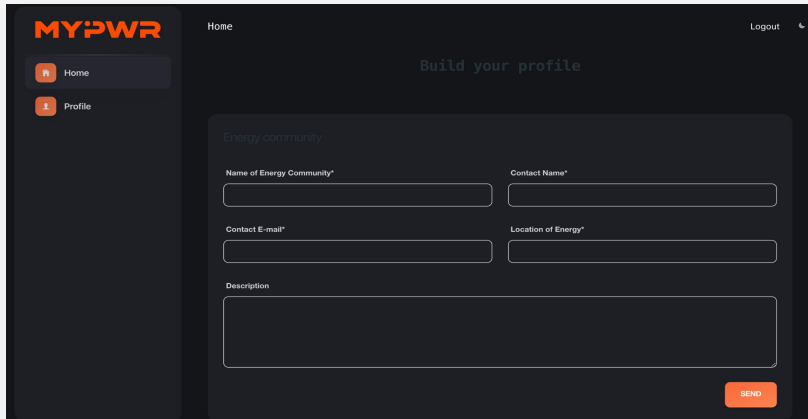 MYPWR
Home
Profile
Home
Logout
Build your profile
Energy community
Name of Energy Community*
Contact Name*
Contact E-mail*
Location of Energy*
Description
SEND